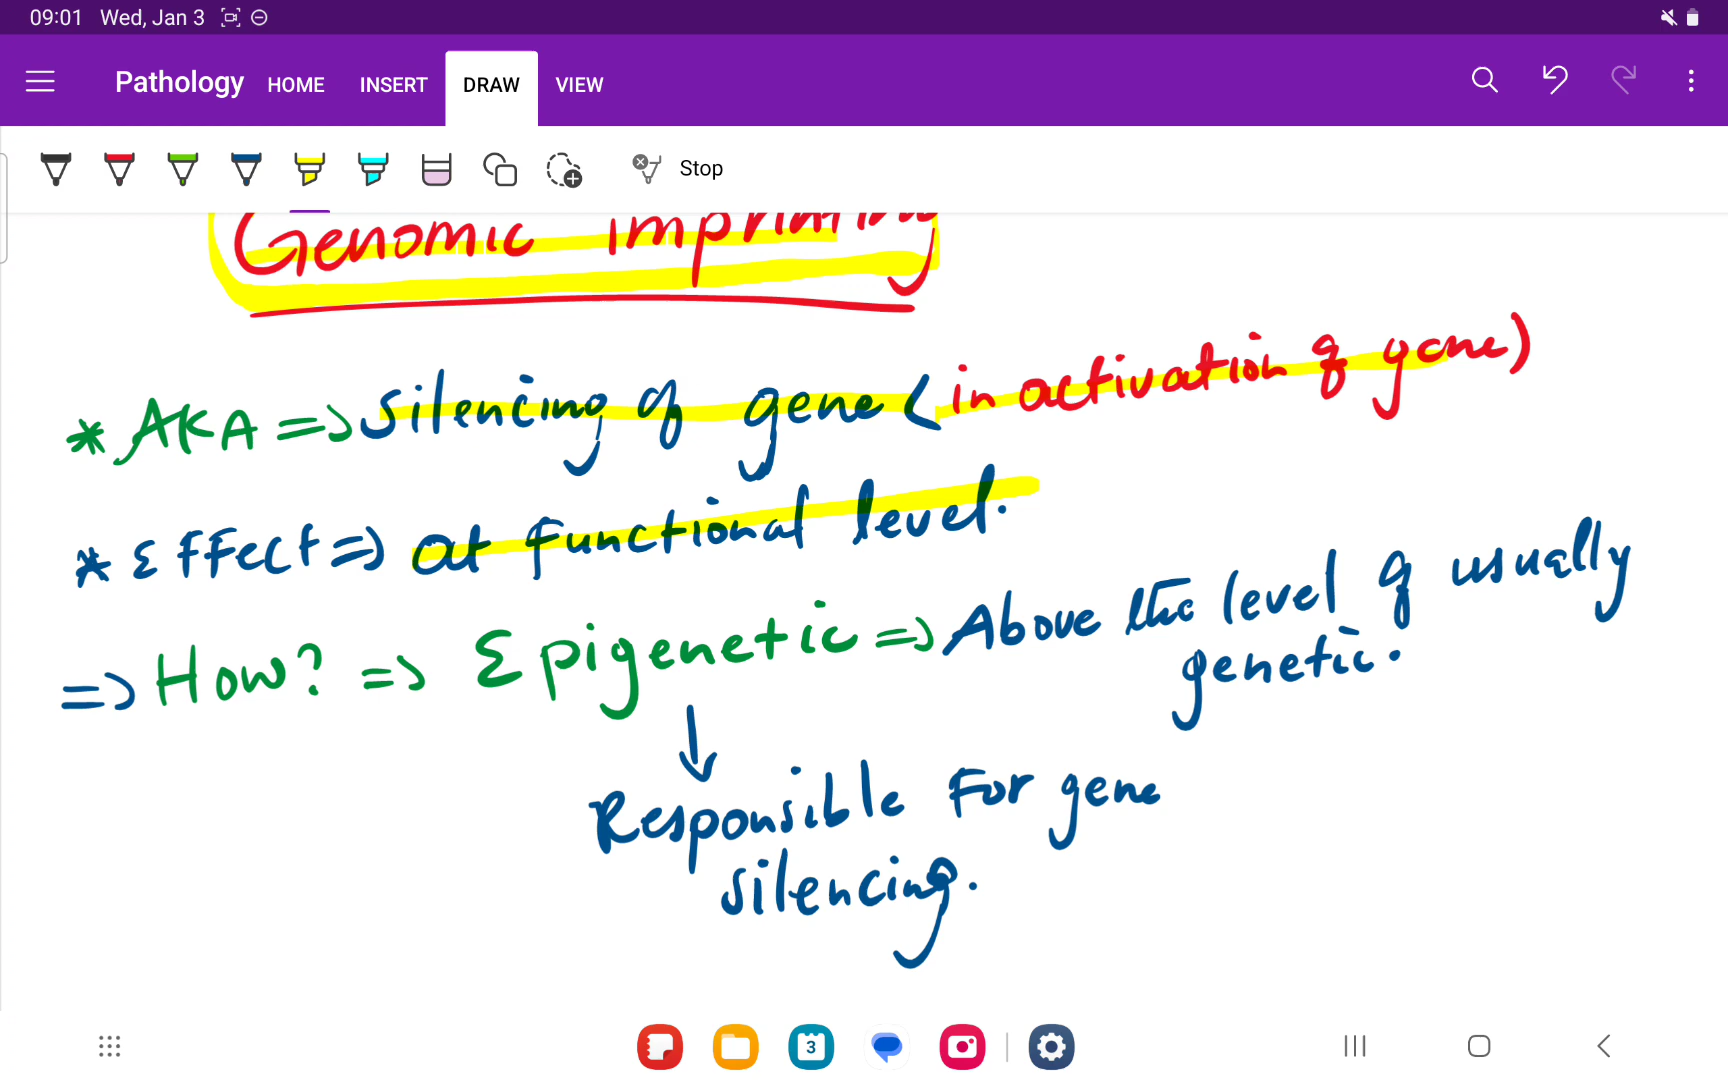 09:01 Wed, Jan 3
Pathology HOME INSERT DRAW VIEW
Stop
Genomic imprinting
* AKA => silencing of gene (inactivation of gene)
* Effect => at functional level.
=> How? => Epigenetic => Above the level of usually
genetic.
↓
Responsible For gene
silencing.
3